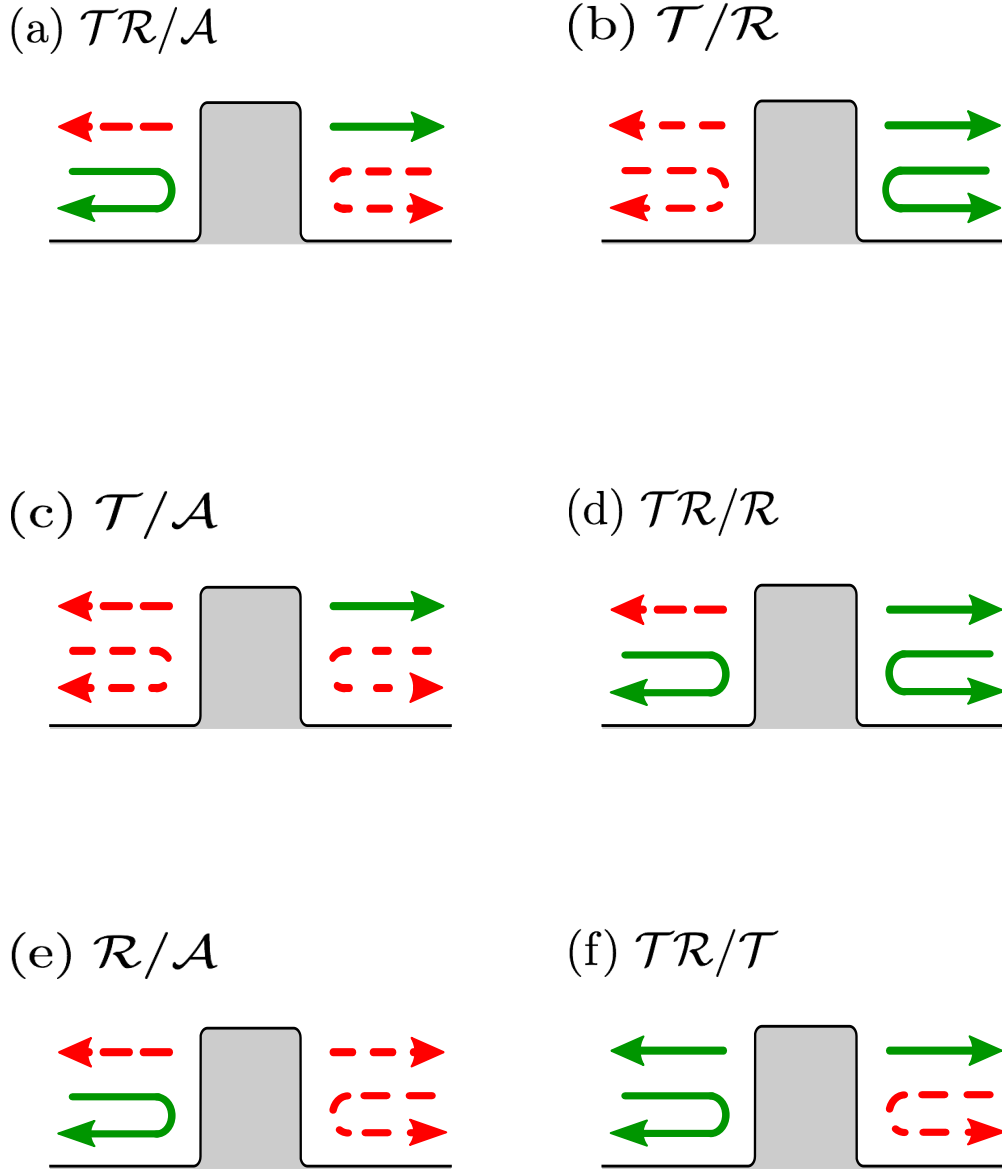 (a) 𝒯ℛ/𝒜
(b) 𝒯/ℛ
(c) 𝒯/𝒜
(d) 𝒯ℛ/ℛ
(e) ℛ/𝒜
(f) 𝒯ℛ/𝒯